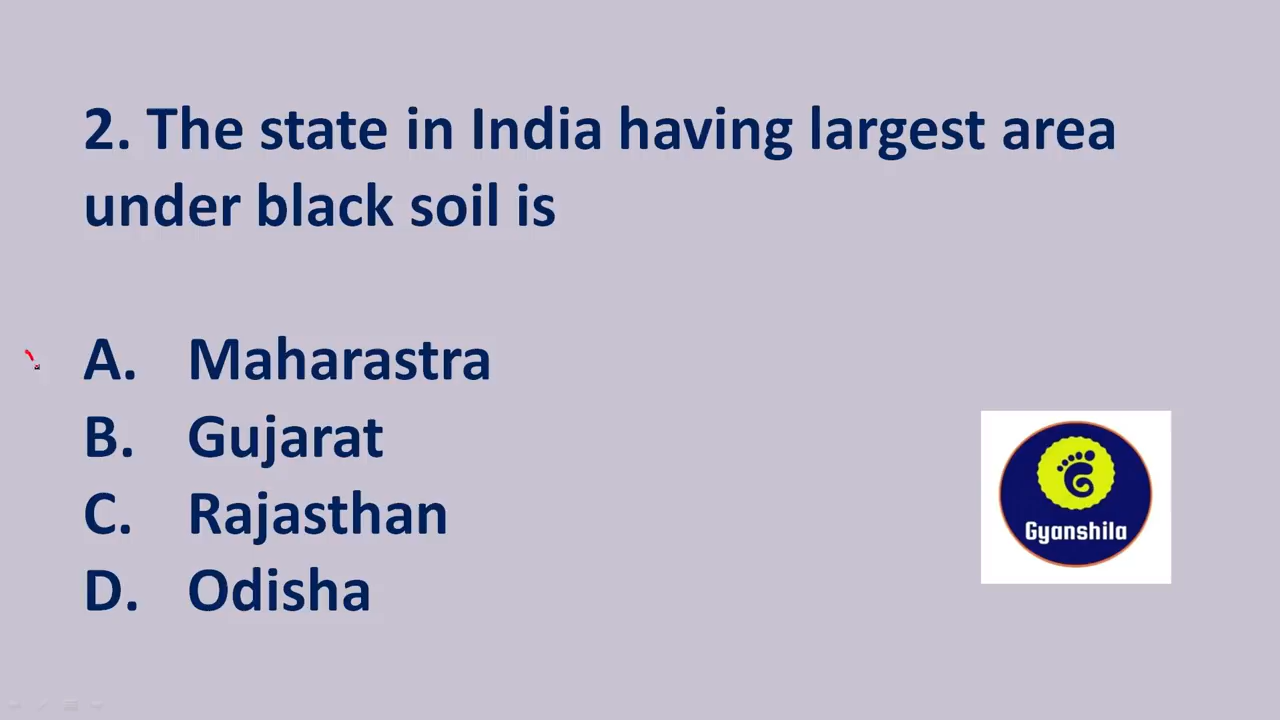 2. The state in India having largest area
under black soil is
A. Maharastra
B. Gujarat
C. Rajasthan
D. Odisha
Gyanshila